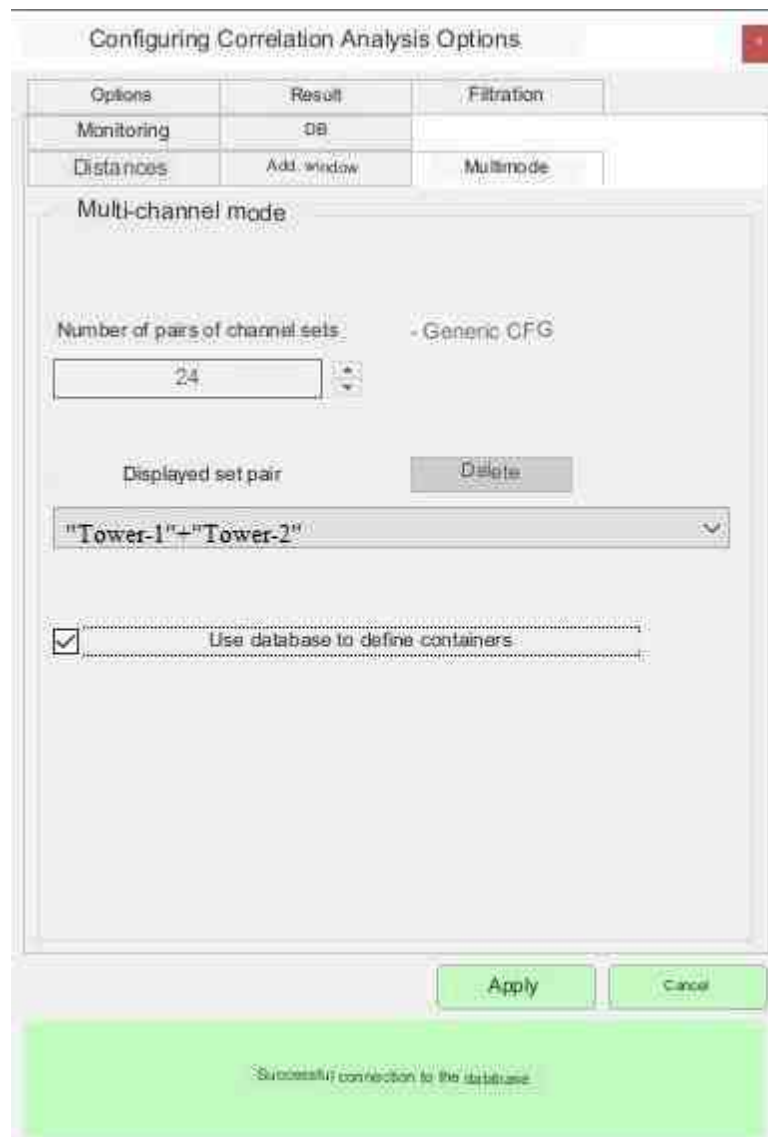 Configuring Correlation Analysis Options
Options Result Filtration
Monitoring DB
Distances Add. window Multimode
Multi-channel mode
Number of pairs of channel sets - Generic CFG
24
Displayed set pair Delete
"Tower-1"+"Tower-2"
Use database to define containers
Apply Cancel
Successful connection to the database